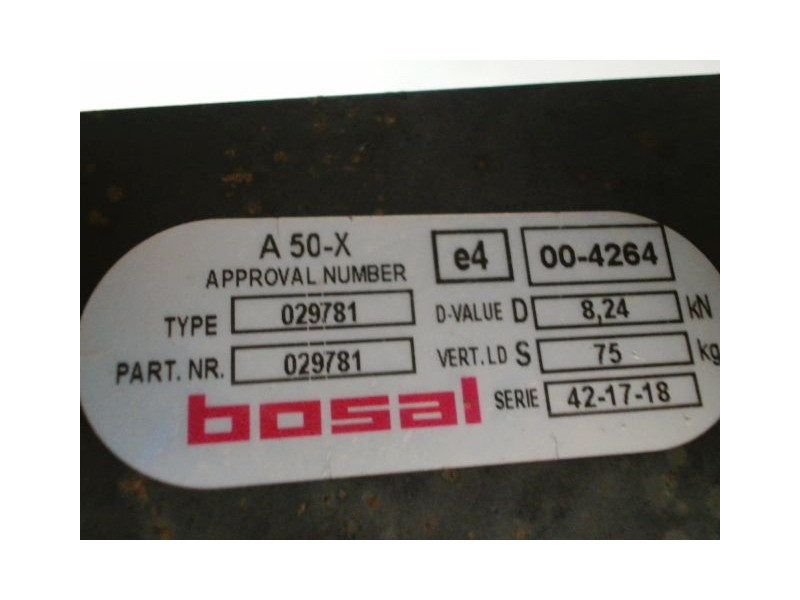 A 50-X e4 00-4264
APPROVAL NUMBER
TYPE 029781 D-VALUE D 8,24 kN
PART.NR. 029781 VERT.LD S 75 kg
bosal SERIE 42-17-18